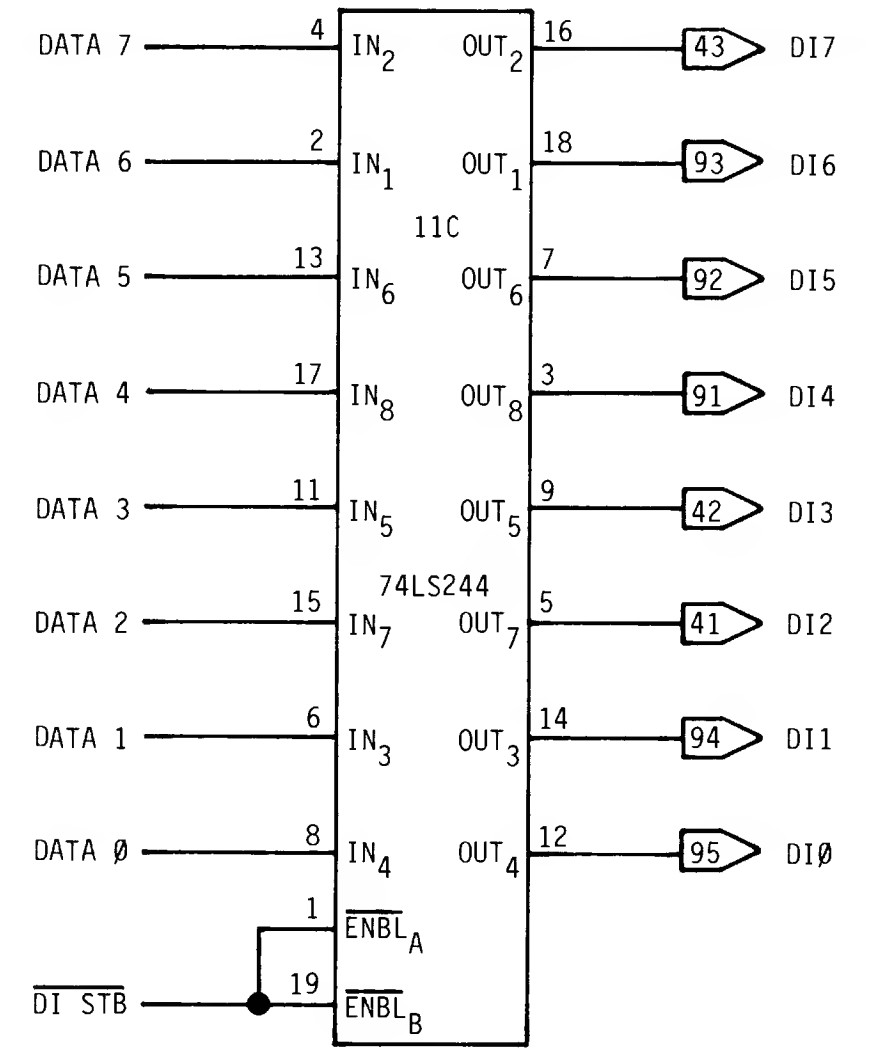 DATA 7 4 IN2 OUT2 16 43 DI7
DATA 6 2 IN1 OUT1 18 93 DI6
11C
DATA 5 13 IN6 OUT6 7 92 DI5
DATA 4 17 IN8 OUT8 3 91 DI4
DATA 3 11 IN5 OUT5 9 42 DI3
74LS244
DATA 2 15 IN7 OUT7 5 41 DI2
DATA 1 6 IN3 OUT3 14 94 DI1
DATA Ø 8 IN4 OUT4 12 95 DIØ
1 ENBLA
DI STB 19 ENBLB